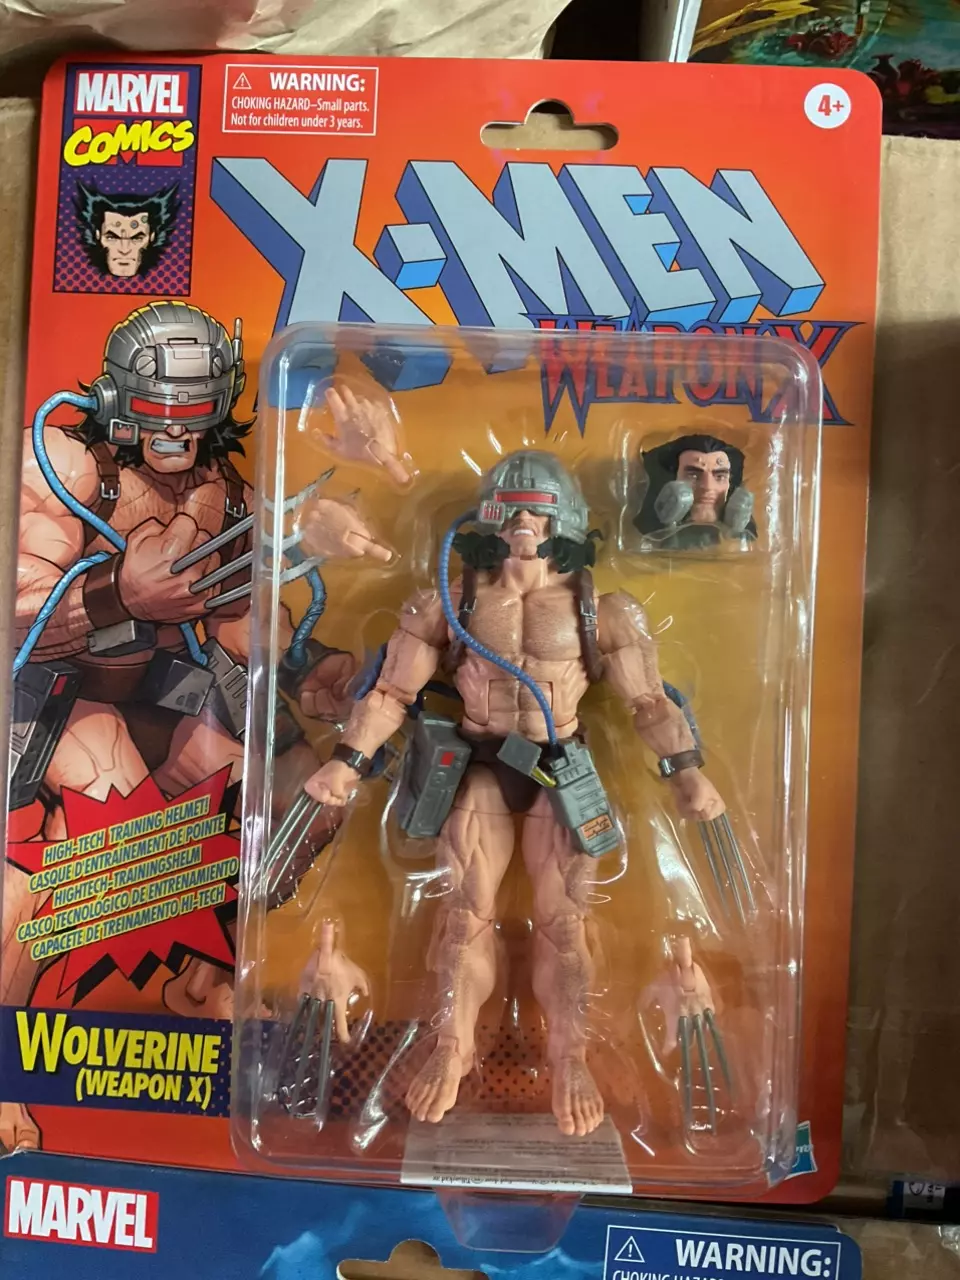 MARVEL
COMICS
WARNING:
CHOKING HAZARD–Small parts.
Not for children under 3 years.
4+
X-MEN
WEAPON X
HIGH-TECH TRAINING HELMET!
CASQUE D'ENTRAÎNEMENT DE POINTE
HIGHTECH-TRAININGSHELM
CASCO TECNOLÓGICO DE ENTRENAMIENTO
CAPACETE DE TREINAMENTO HI-TECH
WOLVERINE
(WEAPON X)
MARVEL
WARNING: